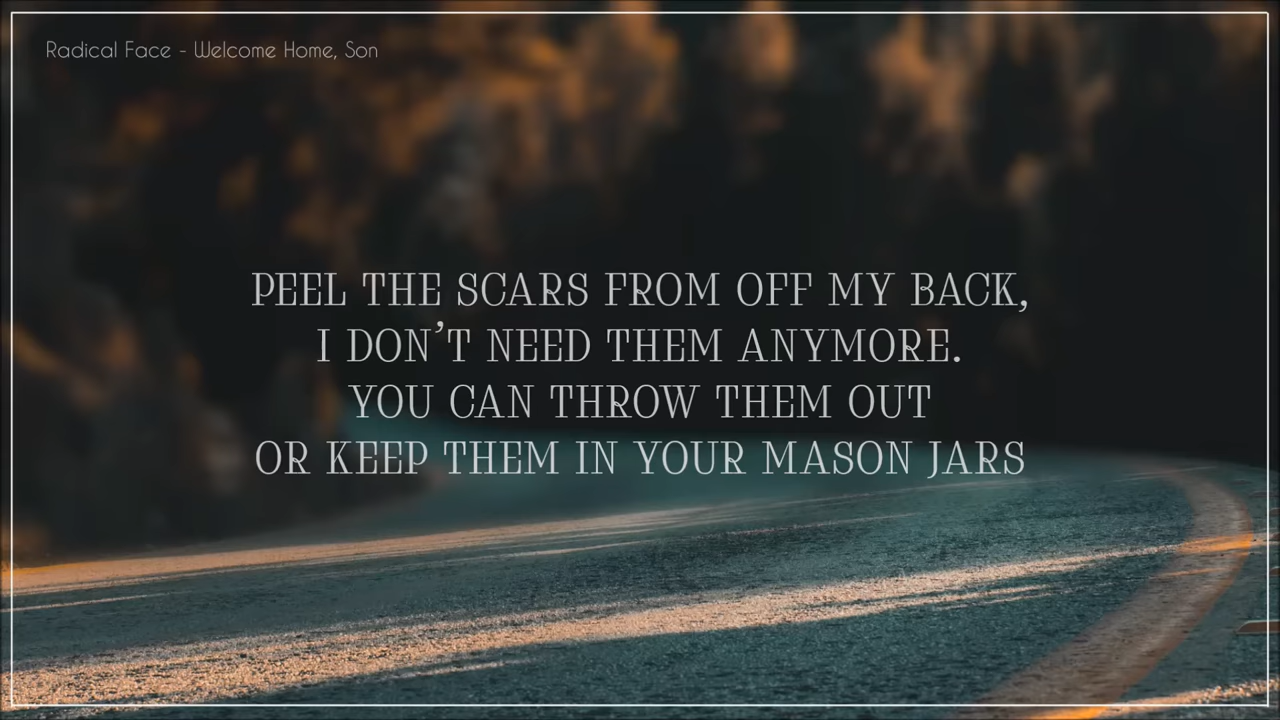 Radical Face - Welcome Home, Son
PEEL THE SCARS FROM OFF MY BACK,
I DON'T NEED THEM ANYMORE.
YOU CAN THROW THEM OUT
OR KEEP THEM IN YOUR MASON JARS